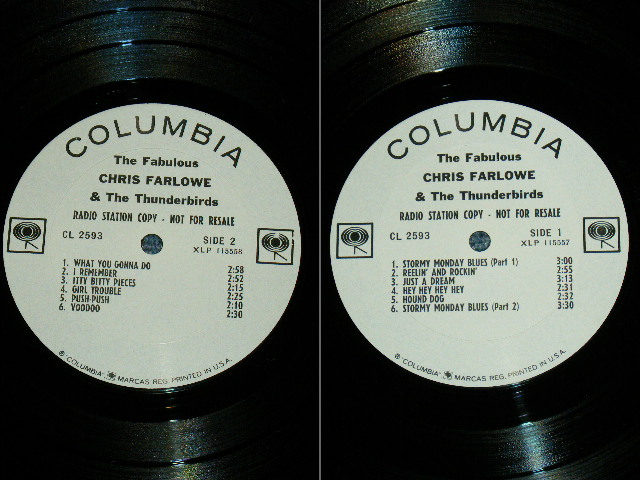 COLUMBIA
The Fabulous
CHRIS FARLOWE
& The Thunderbirds
RADIO STATION COPY - NOT FOR RESALE
CL 2593
SIDE 2
XLP 115558
1. WHAT YOU GONNA DO 2:58
2. I REMEMBER 2:52
3. ITTY BITTY PIECES 2:15
4. GIRL TROUBLE 2:25
5. PUSH-PUSH 2:10
6. VOODOO 2:30
® "COLUMBIA", MARCAS REG. PRINTED IN U.S.A.
COLUMBIA
The Fabulous
CHRIS FARLOWE
& The Thunderbirds
RADIO STATION COPY - NOT FOR RESALE
CL 2593
SIDE 1
XLP 115557
1. STORMY MONDAY BLUES (Part 1) 3:00
2. REELIN' AND ROCKIN' 2:55
3. JUST A DREAM 3:13
4. HEY HEY HEY HEY 2:31
5. HOUND DOG 2:32
6. STORMY MONDAY BLUES (Part 2) 3:30
® "COLUMBIA", MARCAS REG. PRINTED IN U.S.A.